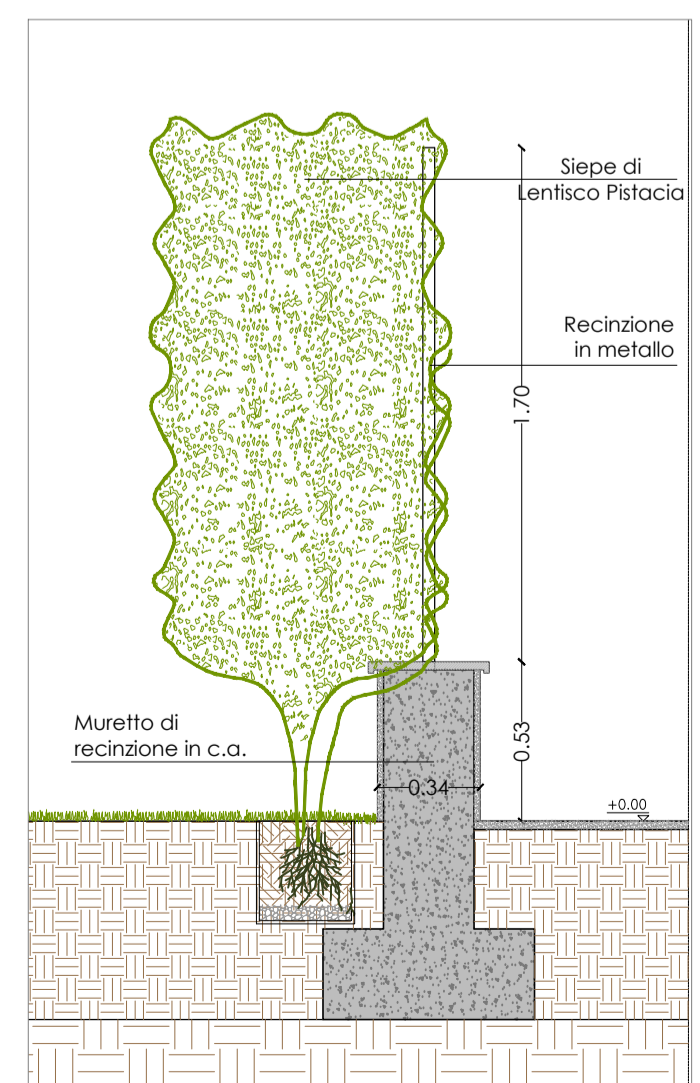 Siepe di
Lentisco Pistacia
Recinzione
in metallo
1.70
Muretto di
recinzione in c.a.
0.53
0.34
+0.00